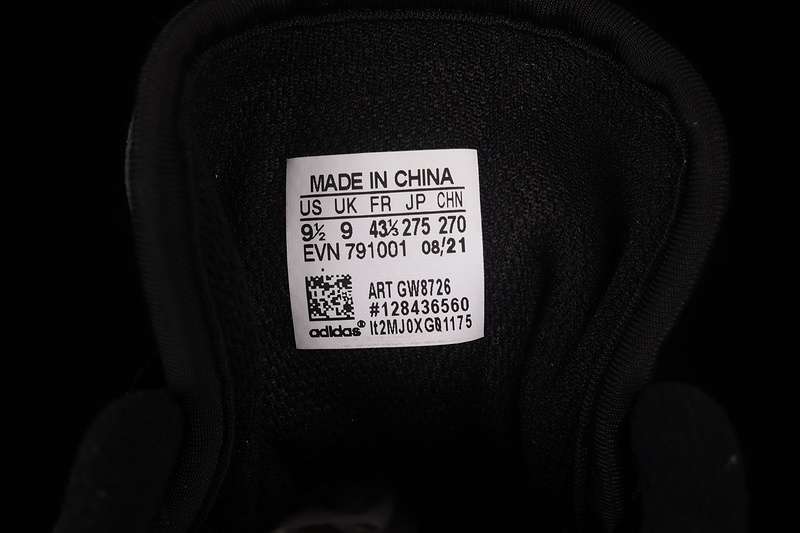 MADE IN CHINA
US UK FR JP CHN
9½ 9 43⅓ 275 270
EVN 791001 08/21
ART GW8726
#128436560
adidas®